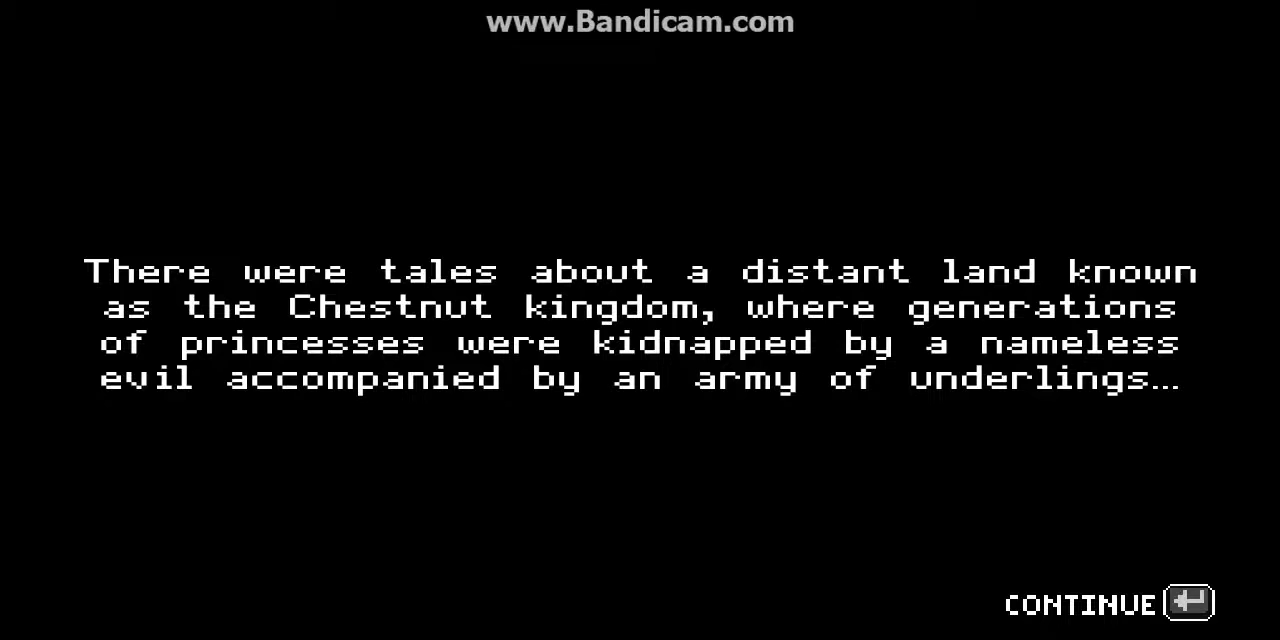 www.Bandicam.com
There were tales about a distant land known
as the Chestnut kingdom, where generations
of princesses were kidnapped by a nameless
evil accompanied by an army of underlings...
CONTINUE